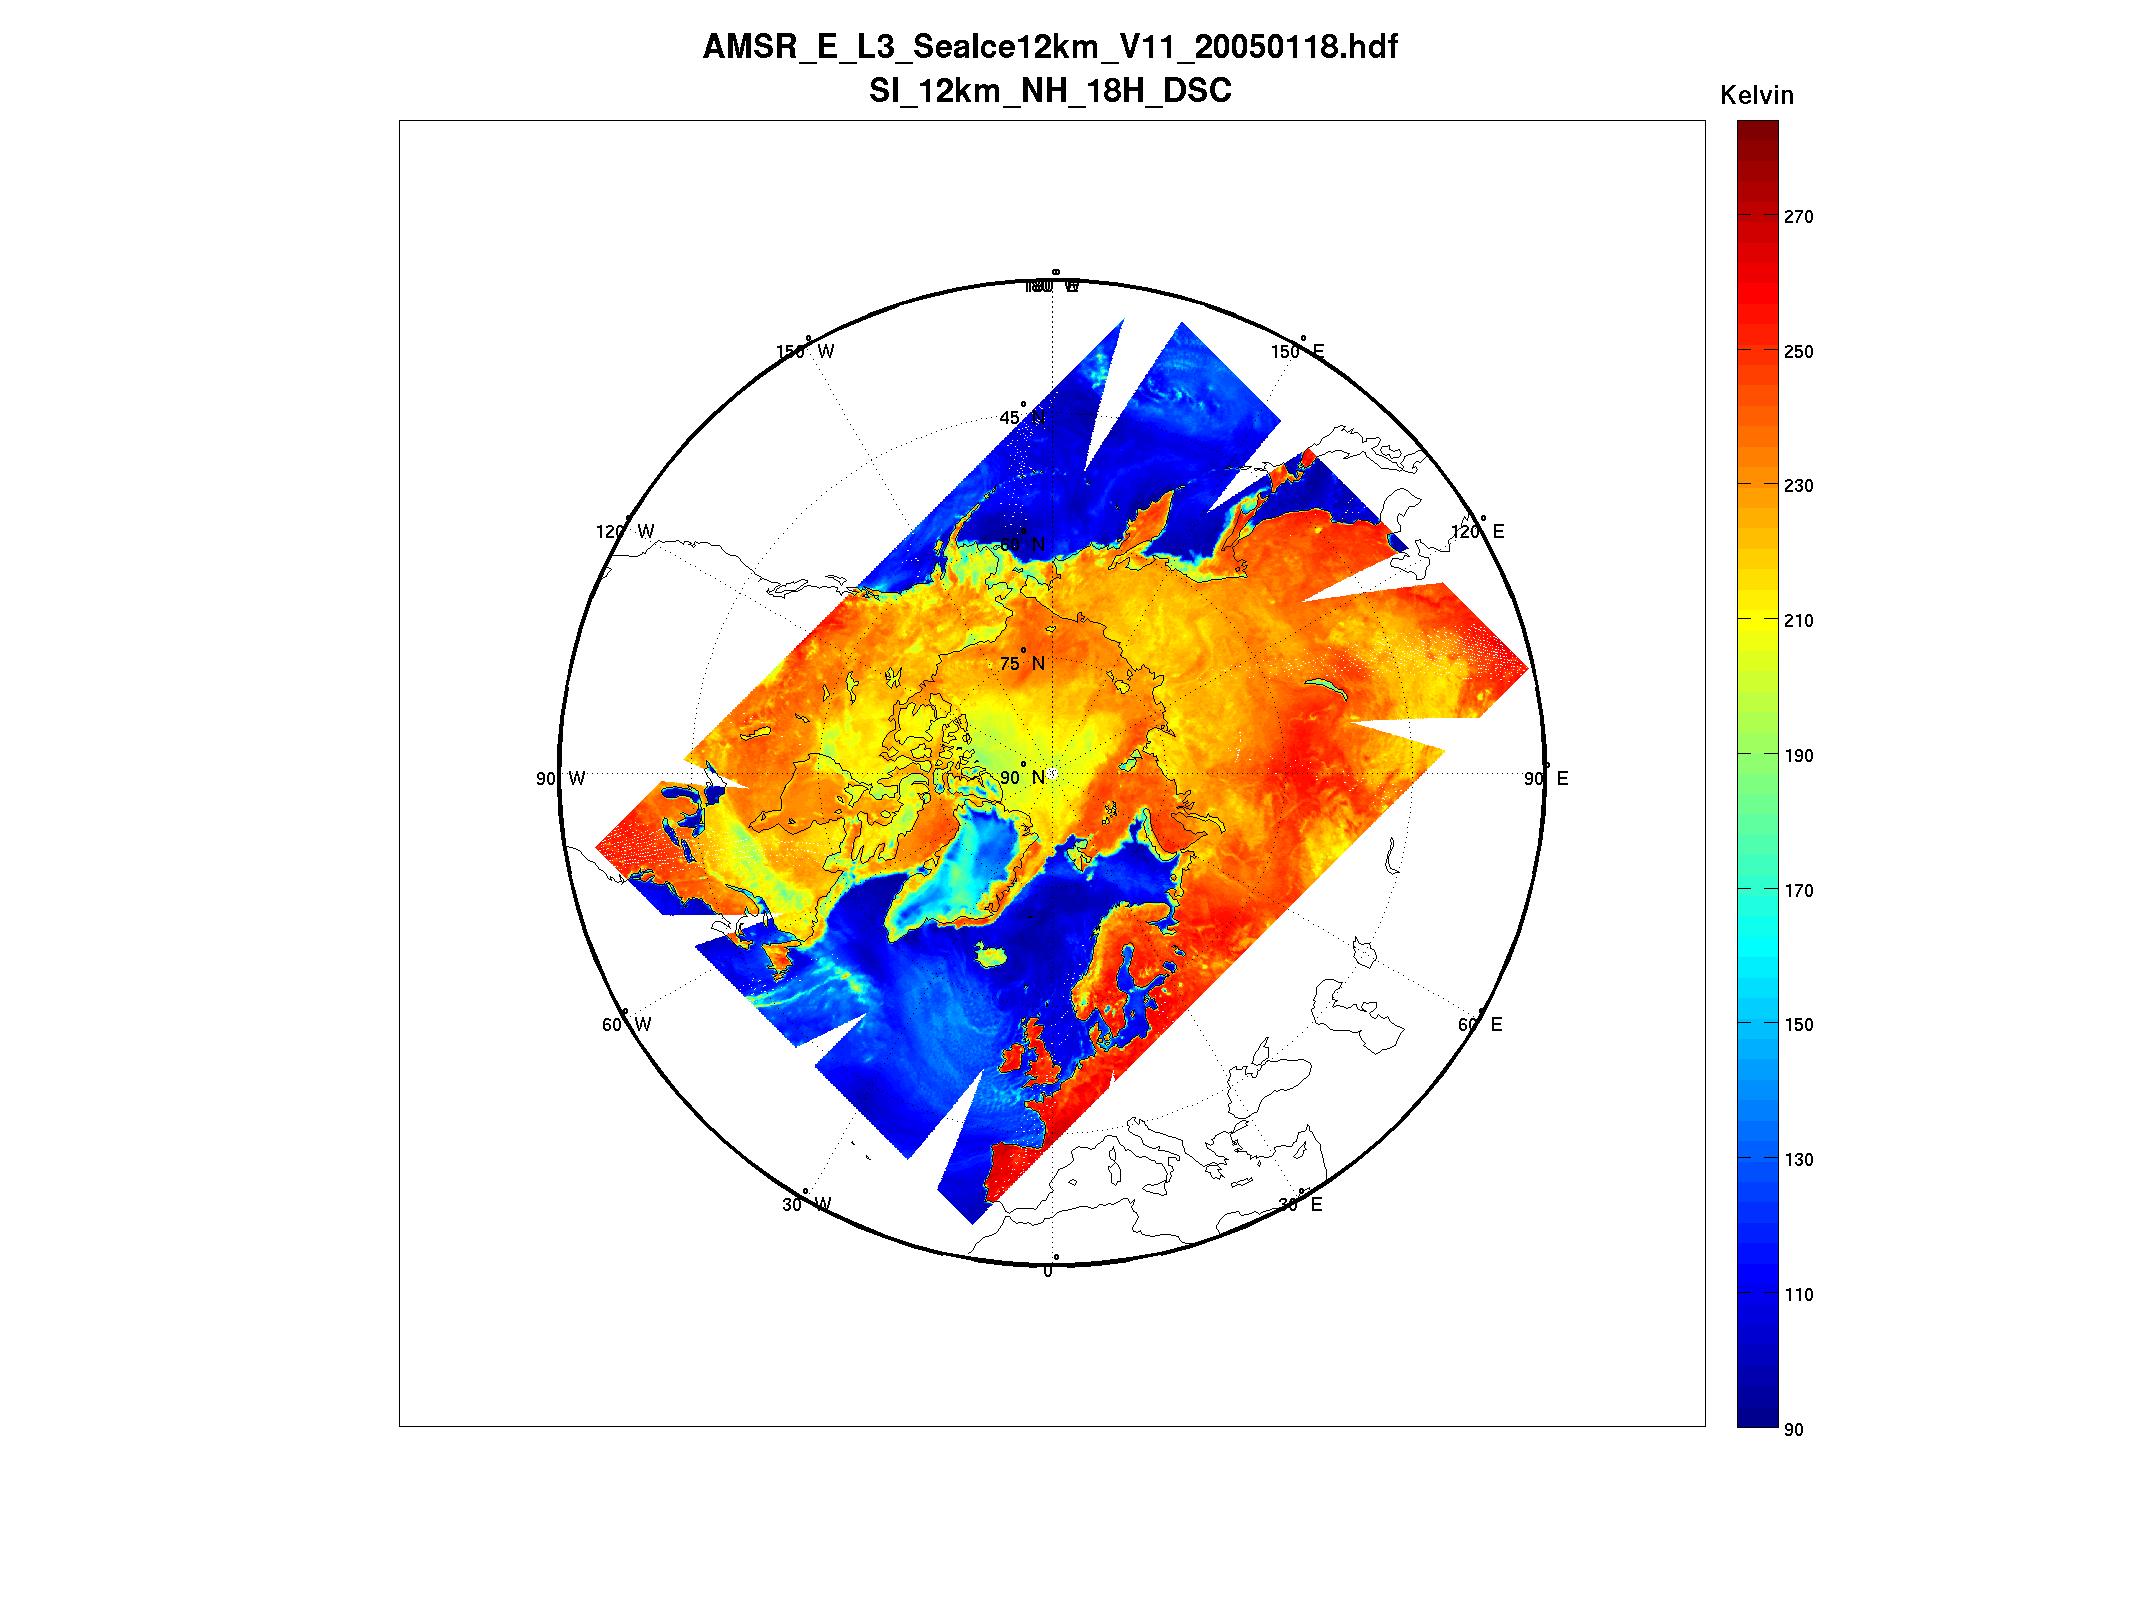 AMSR_E_L3_SeaIce12km_V11_20050118.hdf
SI_12km_NH_18H_DSC
Kelvin
270
250
230
210
190
170
150
130
110
90
150° W
150° E
45° N
120° W
60° N
120° E
75° N
90° W
90° N
90° E
60° W
60° E
30° W
30° E
0°